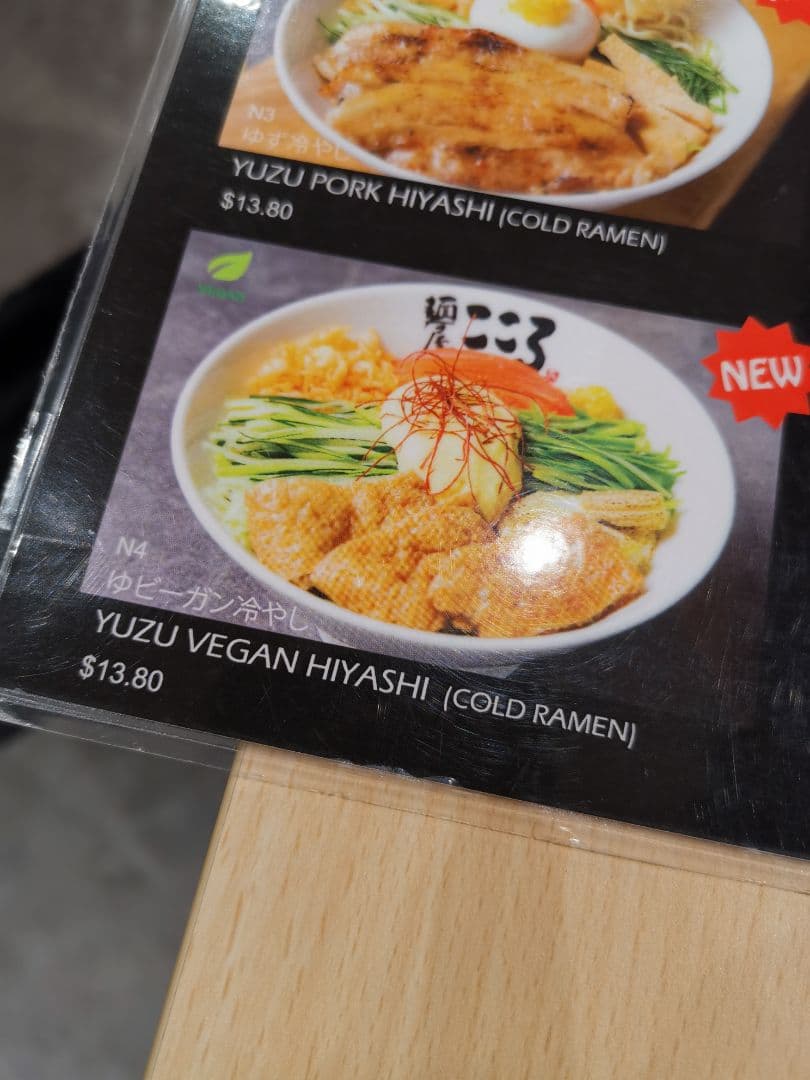 N3
ゆず冷やし
YUZU PORK HIYASHI (COLD RAMEN)
$13.80
VEGAN
麺屋こころ
NEW
N4
ゆビーガン冷やし
YUZU VEGAN HIYASHI (COLD RAMEN)
$13.80